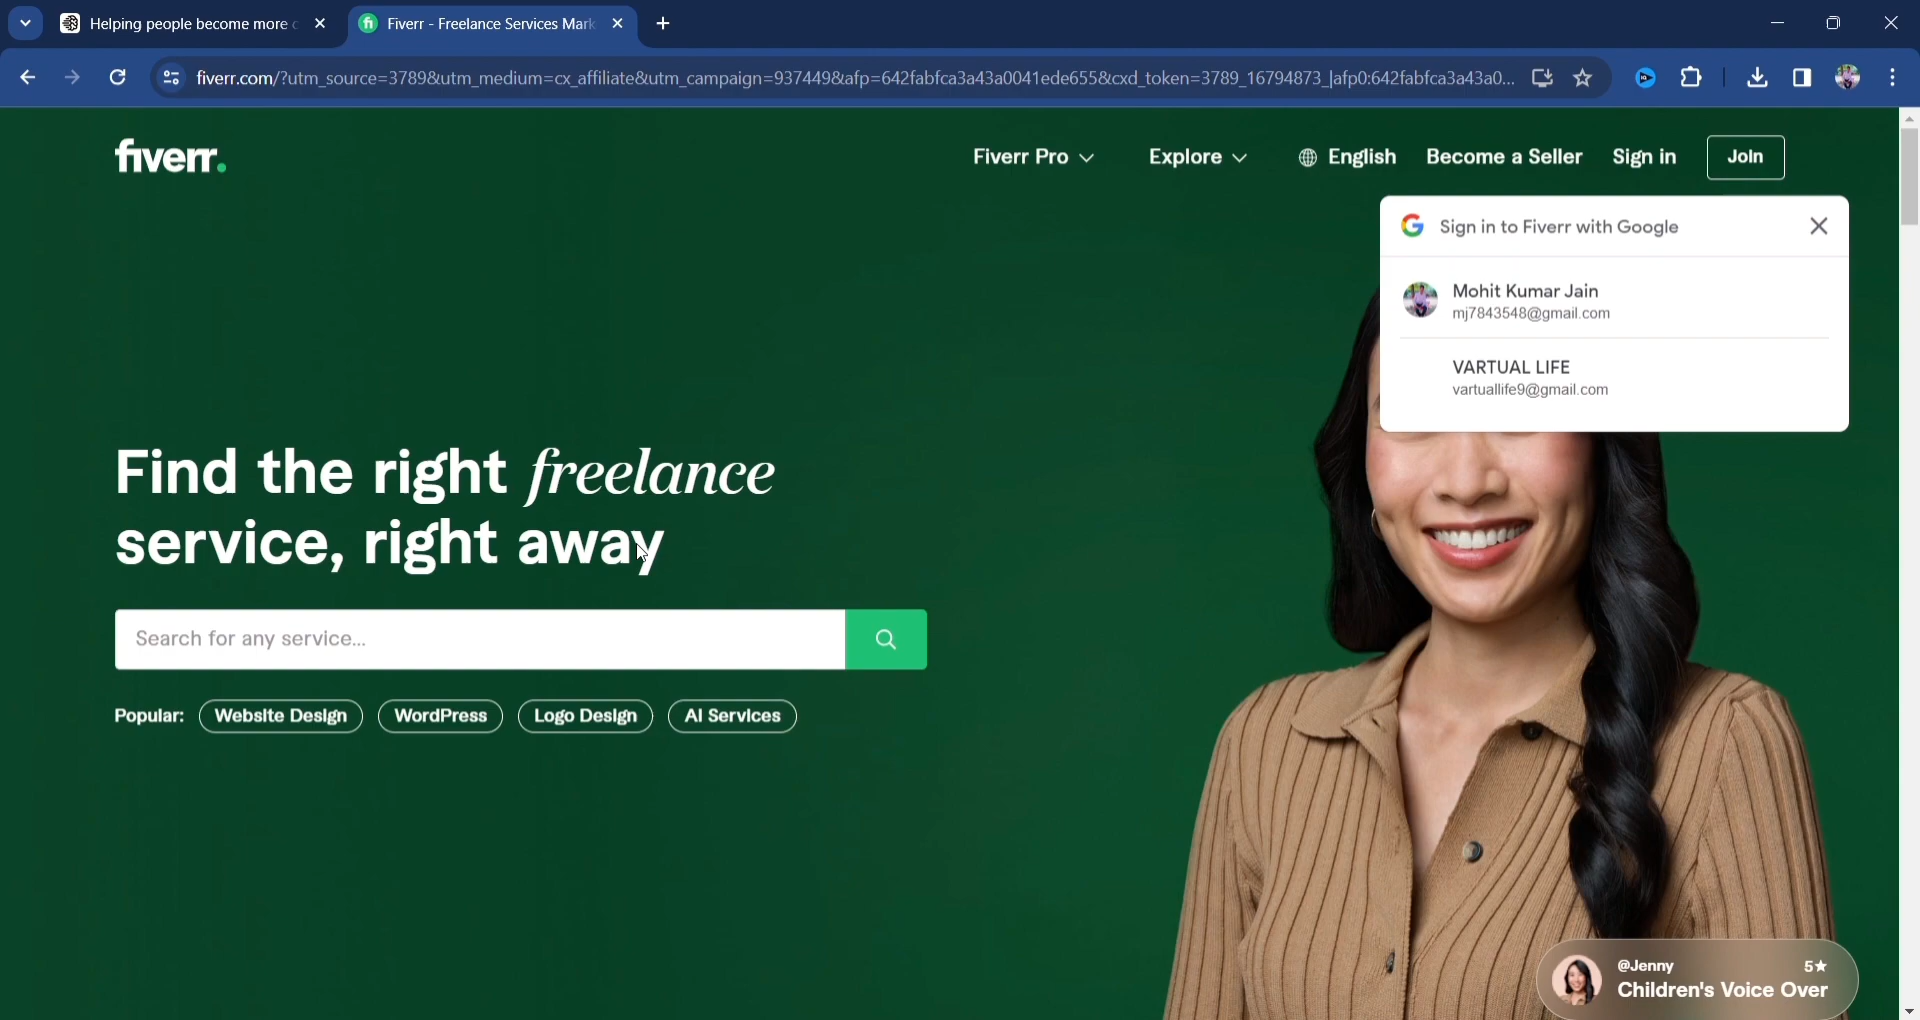 Helping people become more c
Fiverr - Freelance Services Mark
fiverr.com/?utm_source=3789&utm_medium=cx_affiliate&utm_campaign=937449&afp=642fabfca3a43a0041ede655&cxd_token=3789_16794873_|afp0:642fabfca3a43a0...
fiverr.
Fiverr Pro
Explore
English
Become a Seller
Sign in
Join
Sign in to Fiverr with Google
Mohit Kumar Jain
mj7843548@gmail.com
VARTUAL LIFE
vartuallife9@gmail.com
Find the right freelance
service, right away
Search for any service...
Popular: Website Design WordPress Logo Design AI Services
@Jenny 5★
Children's Voice Over